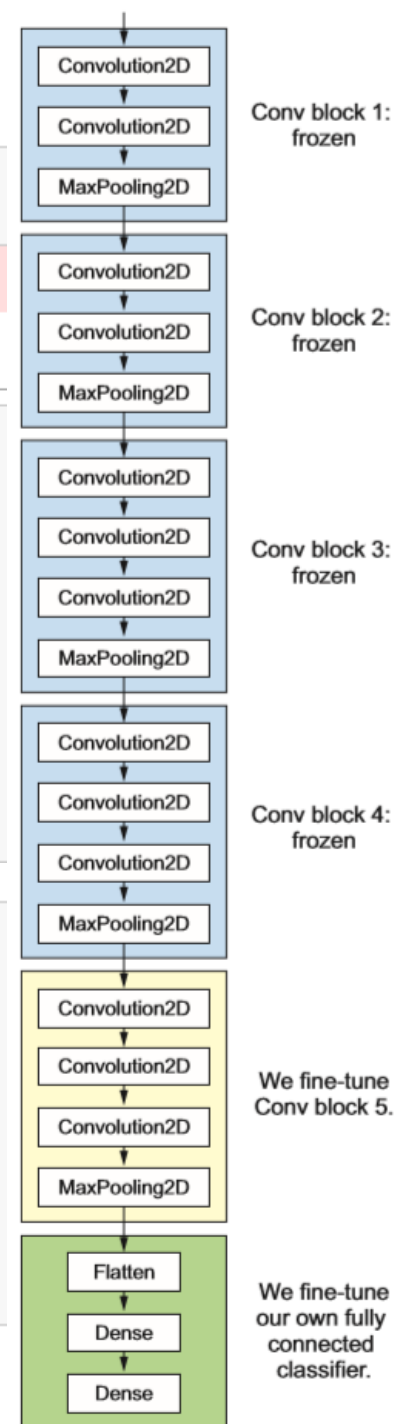 Convolution2D
Convolution2D
MaxPooling2D
Conv block 1:
frozen
Convolution2D
Convolution2D
MaxPooling2D
Conv block 2:
frozen
Convolution2D
Convolution2D
Convolution2D
MaxPooling2D
Conv block 3:
frozen
Convolution2D
Convolution2D
Convolution2D
MaxPooling2D
Conv block 4:
frozen
Convolution2D
Convolution2D
Convolution2D
MaxPooling2D
We fine-tune
Conv block 5.
Flatten
Dense
Dense
We fine-tune
our own fully
connected
classifier.